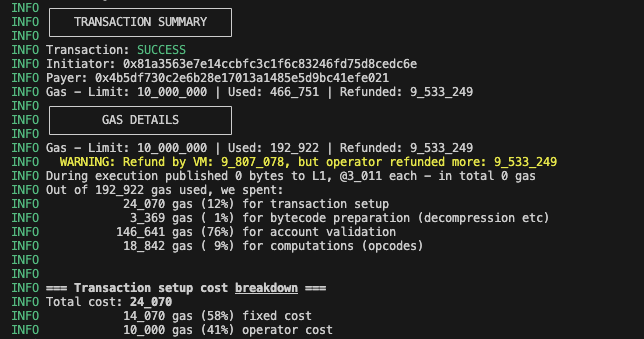 INFO
INFO TRANSACTION SUMMARY
INFO
INFO Transaction: SUCCESS
INFO Initiator: 0x81a3563e7e14ccbfc3c1f6c83246fd75d8cedc6e
INFO Payer: 0x4b5df730c2e6b28e17013a1485e5d9bc41efe021
INFO Gas - Limit: 10_000_000 | Used: 466_751 | Refunded: 9_533_249
INFO
INFO GAS DETAILS
INFO
INFO Gas - Limit: 10_000_000 | Used: 192_922 | Refunded: 9_533_249
INFO WARNING: Refund by VM: 9_807_078, but operator refunded more: 9_533_249
INFO During execution published 0 bytes to L1, @3_011 each - in total 0 gas
INFO Out of 192_922 gas used, we spent:
INFO 24_070 gas (12%) for transaction setup
INFO 3_369 gas ( 1%) for bytecode preparation (decompression etc)
INFO 146_641 gas (76%) for account validation
INFO 18_842 gas ( 9%) for computations (opcodes)
INFO
INFO
INFO === Transaction setup cost breakdown ===
INFO Total cost: 24_070
INFO 14_070 gas (58%) fixed cost
INFO 10_000 gas (41%) operator cost